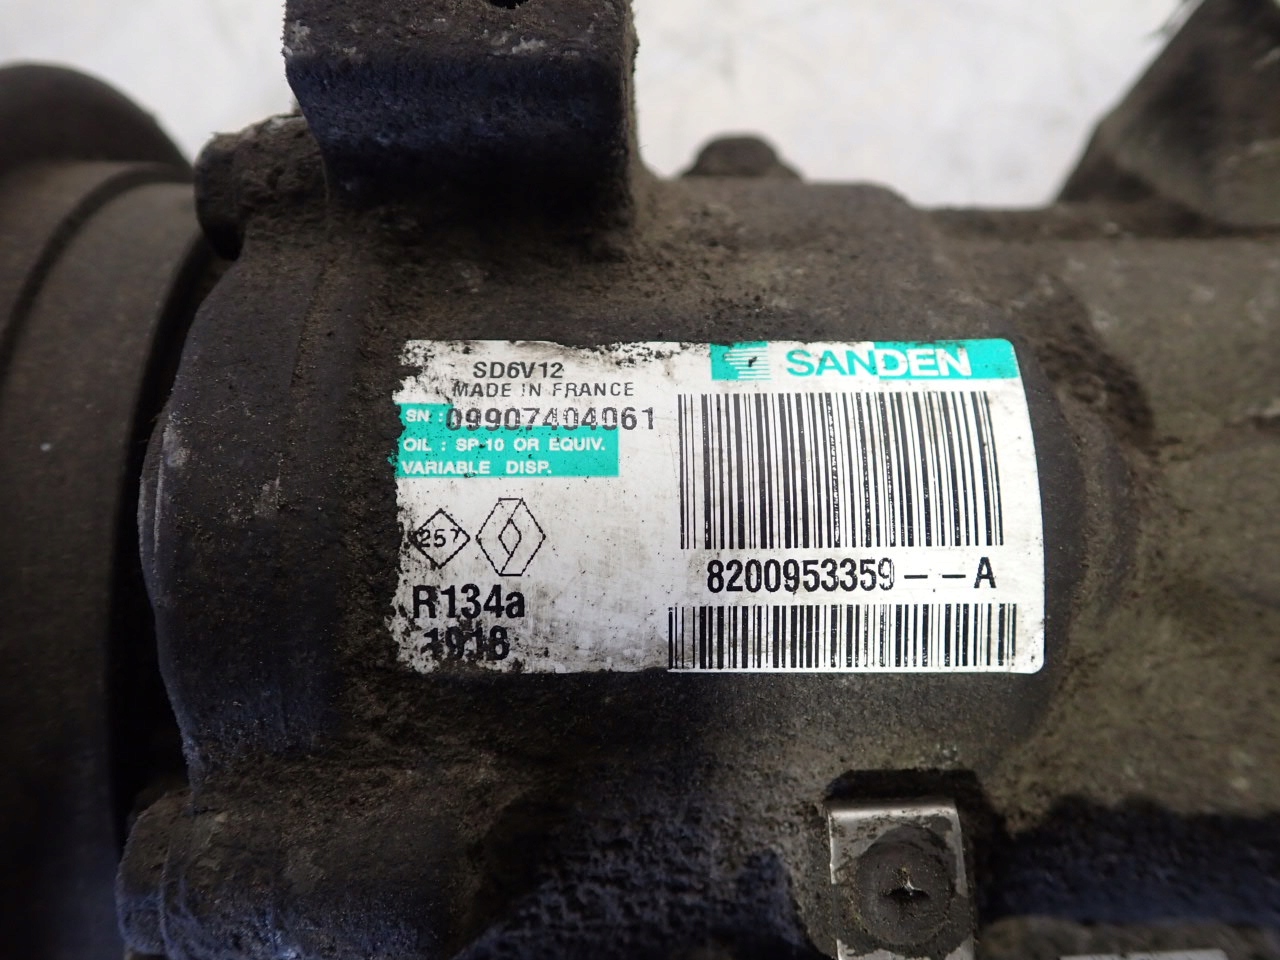 SANDEN
SD6V12
MADE IN FRANCE
SN: 09907404061
OIL : SP-10 OR EQUIV.
VARIABLE DISP.
257
8200953359--A
R134a
1918